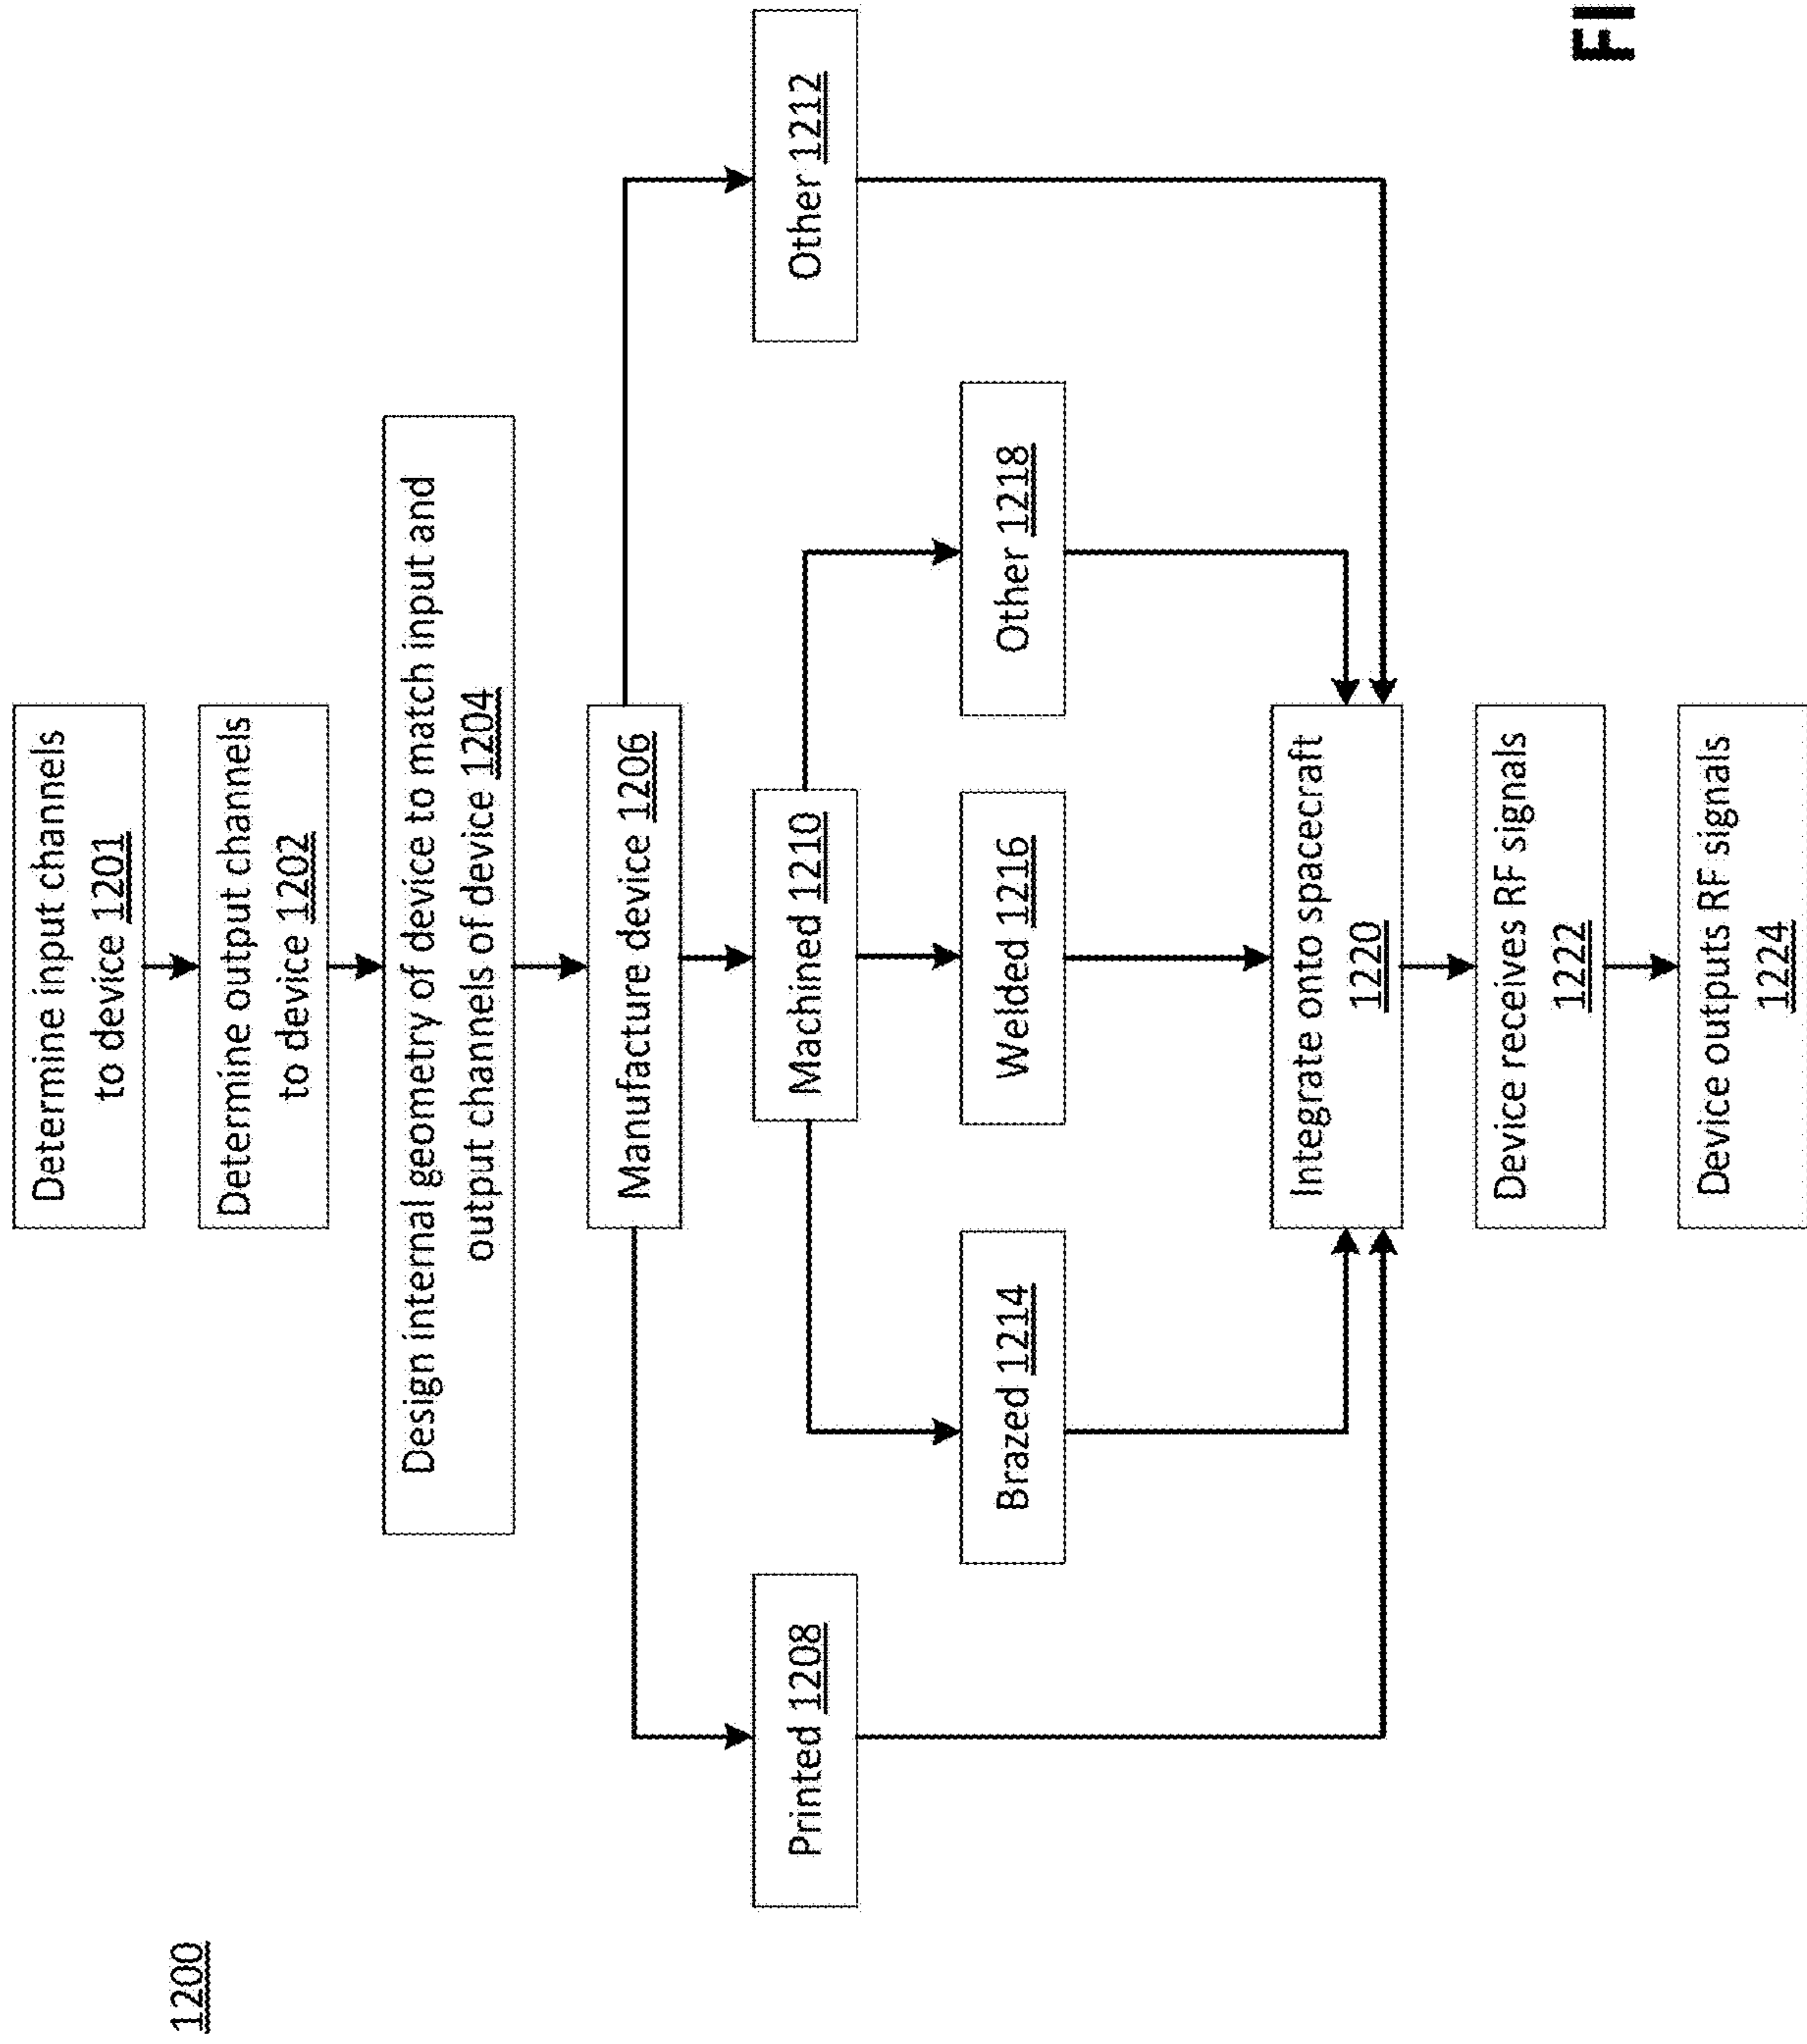 1200
Determine input channels
to device 1201
Determine output channels
to device 1202
Design internal geometry of device to match input and
output channels of device 1204
Manufacture device 1206
Printed 1208
Machined 1210
Other 1212
Brazed 1214
Welded 1216
Other 1218
Integrate onto spacecraft
1220
Device receives RF signals
1222
Device outputs RF signals
1224
FI